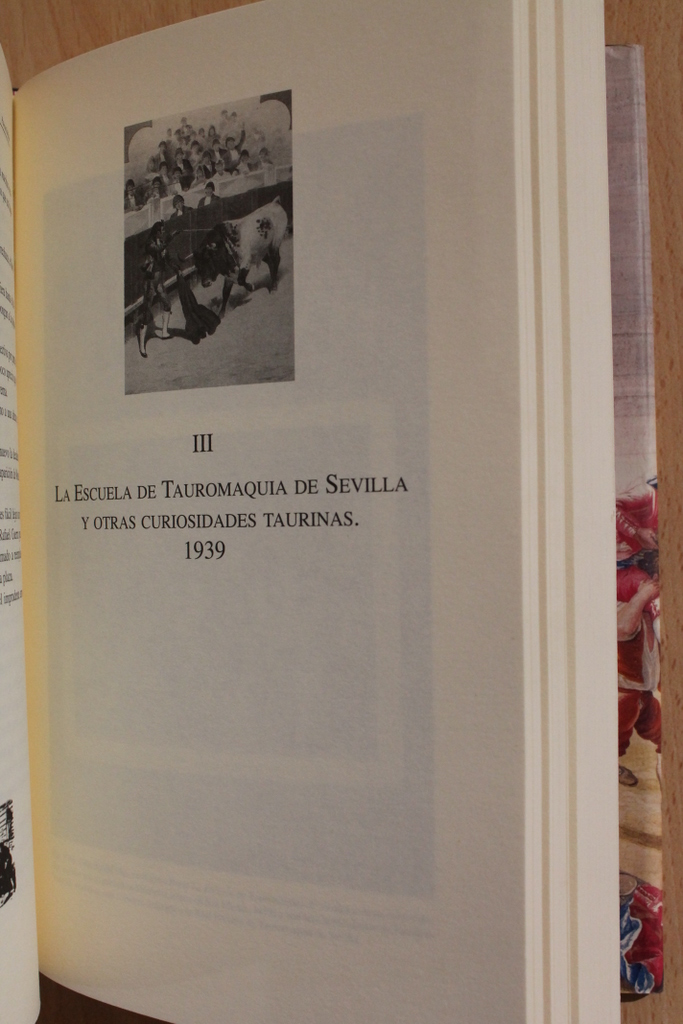 III
LA ESCUELA DE TAUROMAQUIA DE SEVILLA
Y OTRAS CURIOSIDADES TAURINAS.
1939